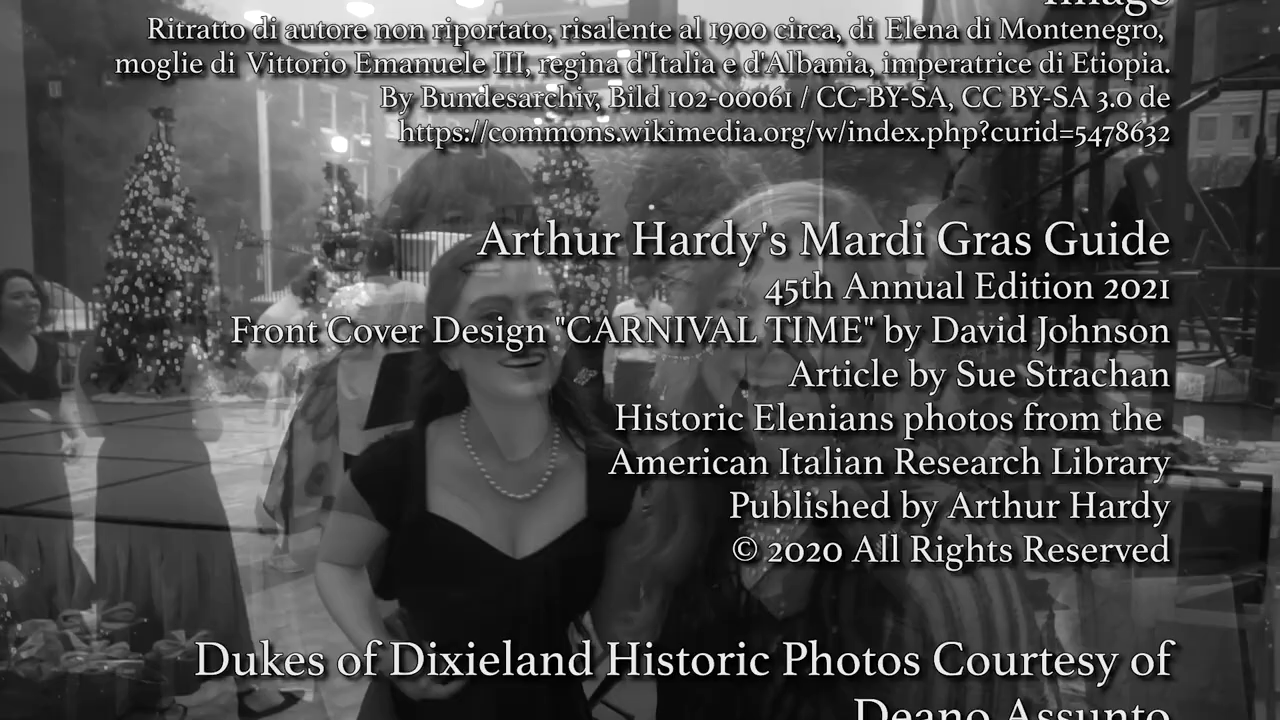 Image
Ritratto di autore non riportato, risalente al 1900 circa, di Elena di Montenegro,
moglie di Vittorio Emanuele III, regina d'Italia e d'Albania, imperatrice di Etiopia.
By Bundesarchiv, Bild 102-00061 / CC-BY-SA, CC BY-SA 3.0 de
https://commons.wikimedia.org/w/index.php?curid=5478632
Arthur Hardy's Mardi Gras Guide
45th Annual Edition 2021
Front Cover Design "CARNIVAL TIME" by David Johnson
Article by Sue Strachan
Historic Elenians photos from the
American Italian Research Library
Published by Arthur Hardy
© 2020 All Rights Reserved
Dukes of Dixieland Historic Photos Courtesy of
Deano Assunto